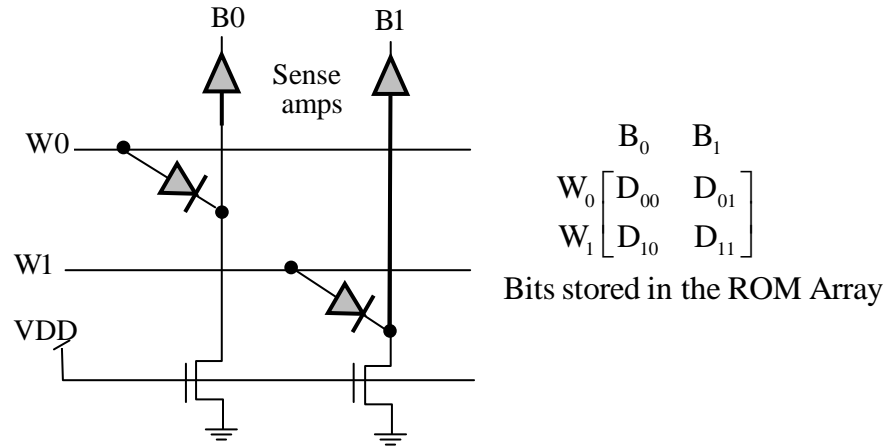 B0 B1
Sense
amps
W0
W1
VDD
B₀ B₁
W₀ [ D₀₀ D₀₁ ]
W₁ [ D₁₀ D₁₁ ]
Bits stored in the ROM Array